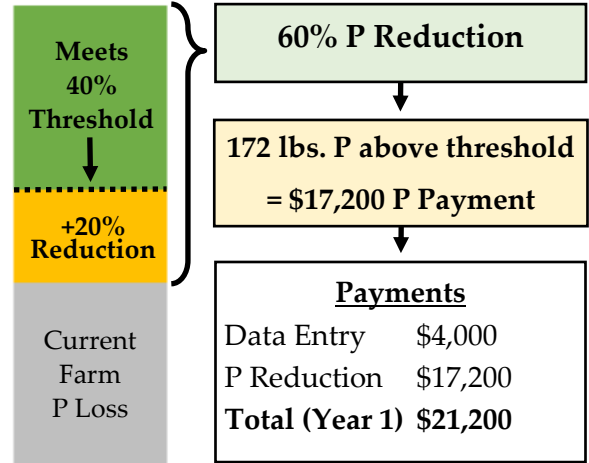 Meets
40%
Threshold
+20%
Reduction
Current
Farm
P Loss
60% P Reduction
172 lbs. P above threshold
= $17,200 P Payment
Payments
Data Entry $4,000
P Reduction $17,200
Total (Year 1) $21,200